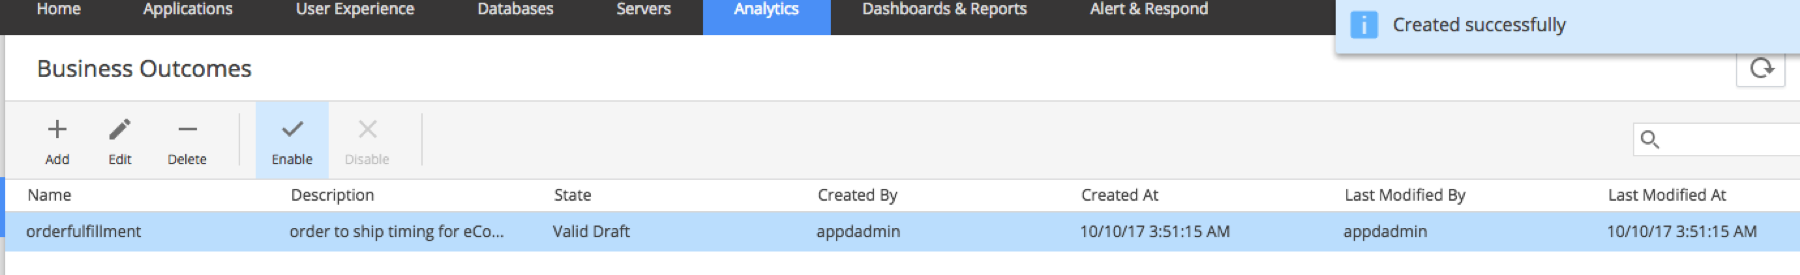 Home Applications User Experience Databases Servers Analytics Dashboards & Reports Alert & Respond
Created successfully
Business Outcomes
Add Edit Delete Enable Disable
Name Description State Created By Created At Last Modified By Last Modified At
orderfulfillment order to ship timing for eCo... Valid Draft appdadmin 10/10/17 3:51:15 AM appdadmin 10/10/17 3:51:15 AM